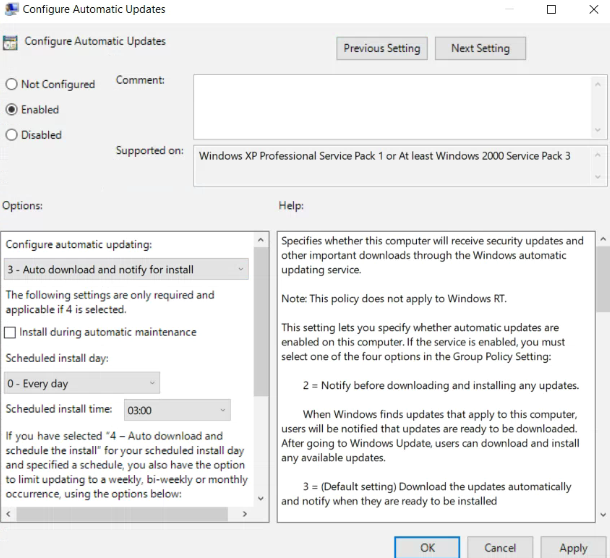 Configure Automatic Updates
Configure Automatic Updates
Previous Setting
Next Setting
Not Configured
Enabled
Disabled
Comment:
Supported on:
Windows XP Professional Service Pack 1 or At least Windows 2000 Service Pack 3
Options:
Help:
Configure automatic updating:
3 - Auto download and notify for install
The following settings are only required and
applicable if 4 is selected.
Install during automatic maintenance
Scheduled install day:
0 - Every day
Scheduled install time:
03:00
If you have selected "4 – Auto download and
schedule the install" for your scheduled install day
and specified a schedule, you also have the option
to limit updating to a weekly, bi-weekly or monthly
occurrence, using the options below:
Specifies whether this computer will receive security updates and
other important downloads through the Windows automatic
updating service.
Note: This policy does not apply to Windows RT.
This setting lets you specify whether automatic updates are
enabled on this computer. If the service is enabled, you must
select one of the four options in the Group Policy Setting:
2 = Notify before downloading and installing any updates.
When Windows finds updates that apply to this computer,
users will be notified that updates are ready to be downloaded.
After going to Windows Update, users can download and install
any available updates.
3 = (Default setting) Download the updates automatically
and notify when they are ready to be installed
OK
Cancel
Apply